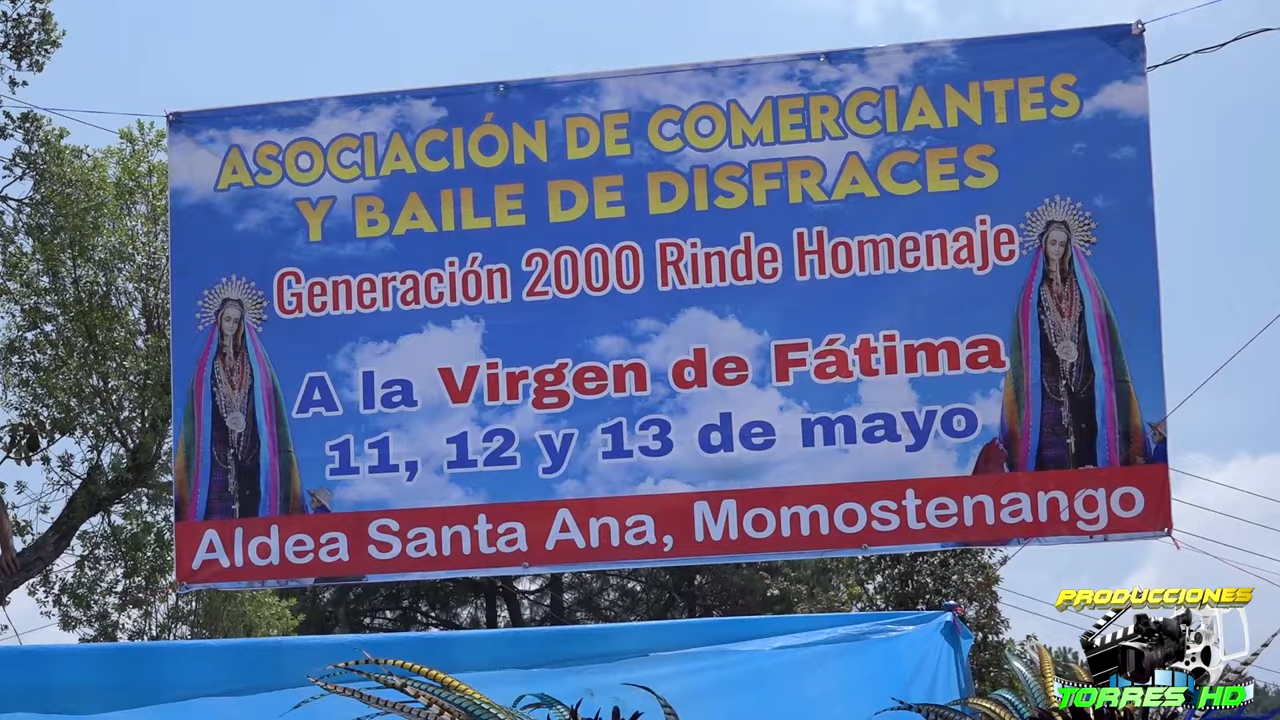 ASOCIACIÓN DE COMERCIANTES
Y BAILE DE DISFRACES
Generación 2000 Rinde Homenaje
A la Virgen de Fátima
11, 12 y 13 de mayo
Aldea Santa Ana, Momostenango
PRODUCCIONES
TORRES HD